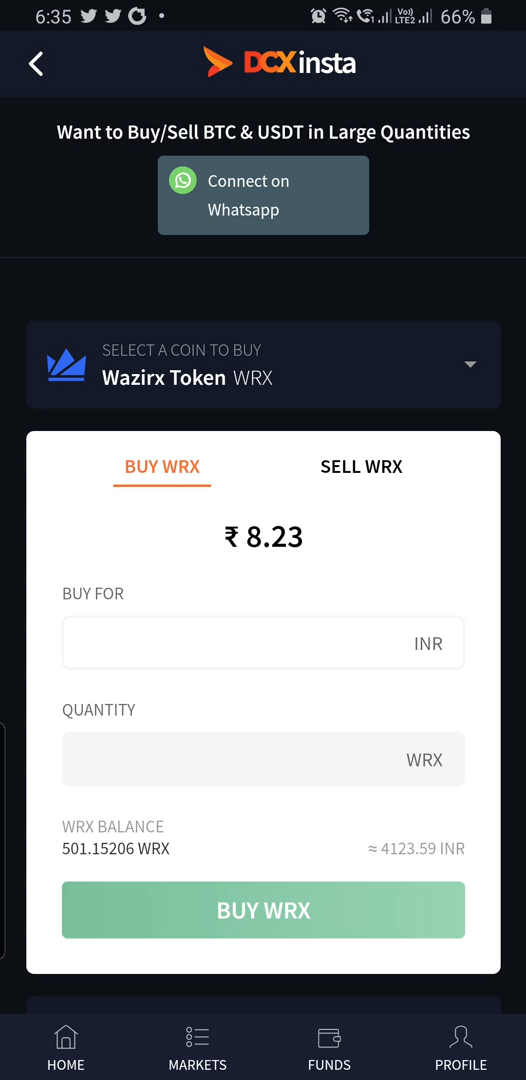 6:35
Vo)) LTE2 66%
DCXinsta
Want to Buy/Sell BTC & USDT in Large Quantities
Connect on
Whatsapp
SELECT A COIN TO BUY
Wazirx Token WRX
BUY WRX SELL WRX
₹ 8.23
BUY FOR
INR
QUANTITY
WRX
WRX BALANCE
501.15206 WRX ≈ 4123.59 INR
BUY WRX
HOME MARKETS FUNDS PROFILE